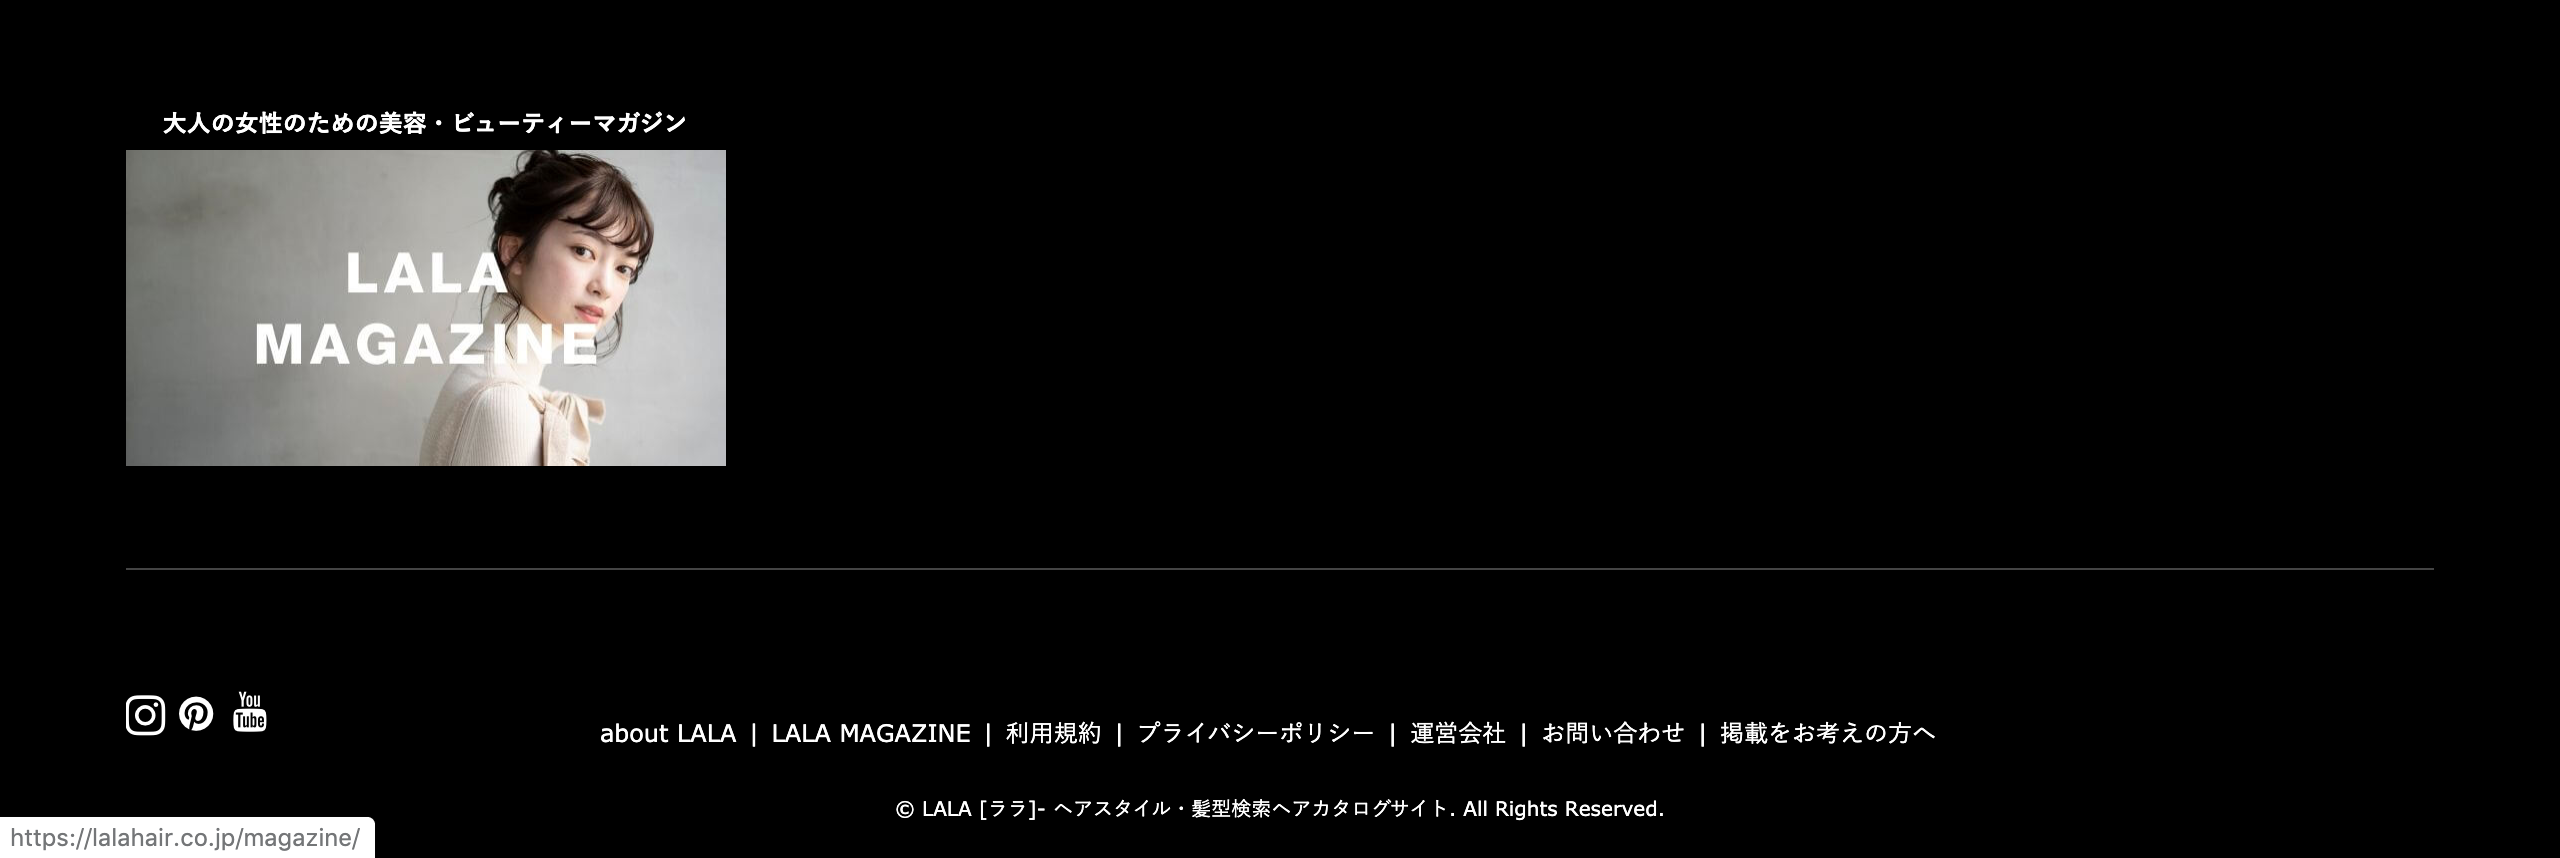 大人の女性のための美容・ビューティーマガジン
LALA
MAGAZINE
You
Tube
about LALA | LALA MAGAZINE | 利用規約 | プライバシーポリシー | 運営会社 | お問い合わせ | 掲載をお考えの方へ
© LALA [ララ]- ヘアスタイル・髪型検索ヘアカタログサイト. All Rights Reserved.
https://lalahair.co.jp/magazine/